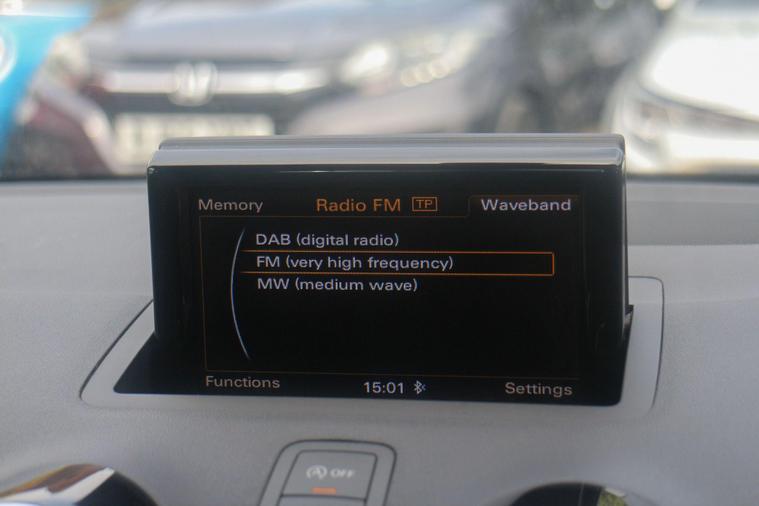 Memory Radio FM TP Waveband
DAB (digital radio)
FM (very high frequency)
MW (medium wave)
Functions 15:01 Settings
A OFF